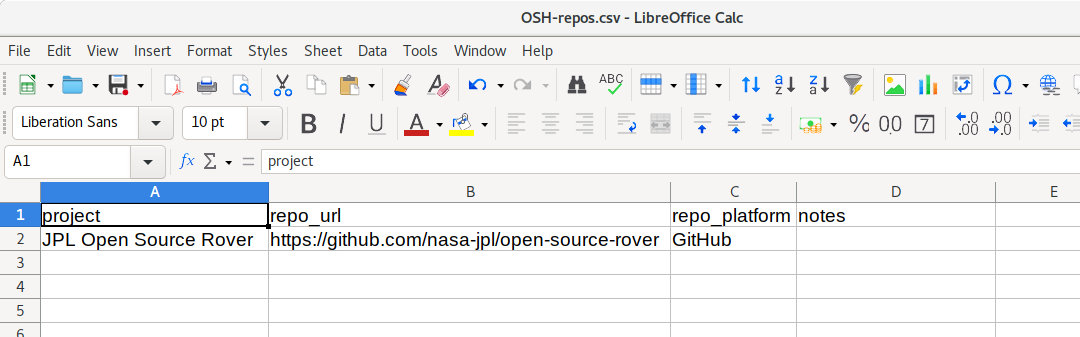 OSH-repos.csv - LibreOffice Calc
File Edit View Insert Format Styles Sheet Data Tools Window Help
Liberation Sans 10 pt
A1 project
A B C D E
1 project repo_url repo_platform notes
2 JPL Open Source Rover https://github.com/nasa-jpl/open-source-rover GitHub
3
4
5
6